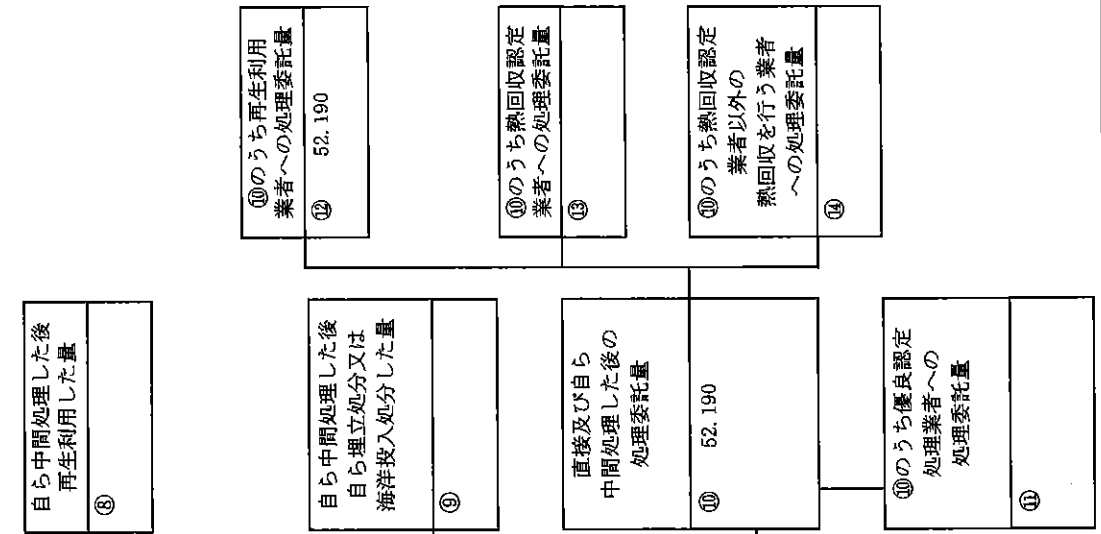 自ら中間処理した後
再生利用した量
⑧
自ら中間処理した後
自ら埋立処分又は
海洋投入処分した量
⑨
直接及び自ら
中間処理した後の
処理委託量
⑩
52.190
⑩のうち優良認定
処理業者への
処理委託量
⑪
⑩のうち再生利用
業者への処理委託量
⑫
52.190
⑩のうち熱回収認定
業者への処理委託量
⑬
⑩のうち熱回収認定
業者以外の
熱回収を行う業者
への処理委託量
⑭